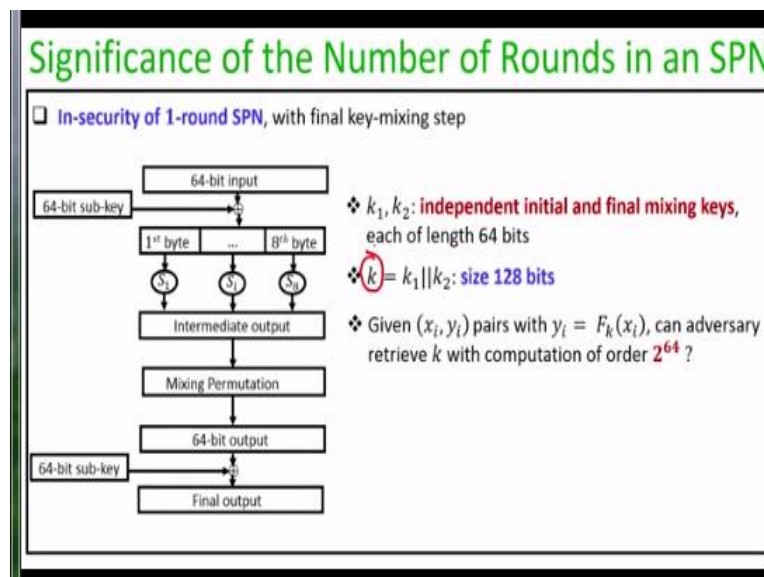 Significance of the Number of Rounds in an SPN
❑ In-security of 1-round SPN, with final key-mixing step
64-bit input
64-bit sub-key
1st byte ... 8th byte
S₁ Sᵢ S₈
Intermediate output
Mixing Permutation
64-bit output
64-bit sub-key
Final output
❖ k₁, k₂: independent initial and final mixing keys,
each of length 64 bits
❖ k = k₁||k₂: size 128 bits
❖ Given (xᵢ, yᵢ) pairs with yᵢ = Fₖ(xᵢ), can adversary
retrieve k with computation of order 2⁶⁴ ?